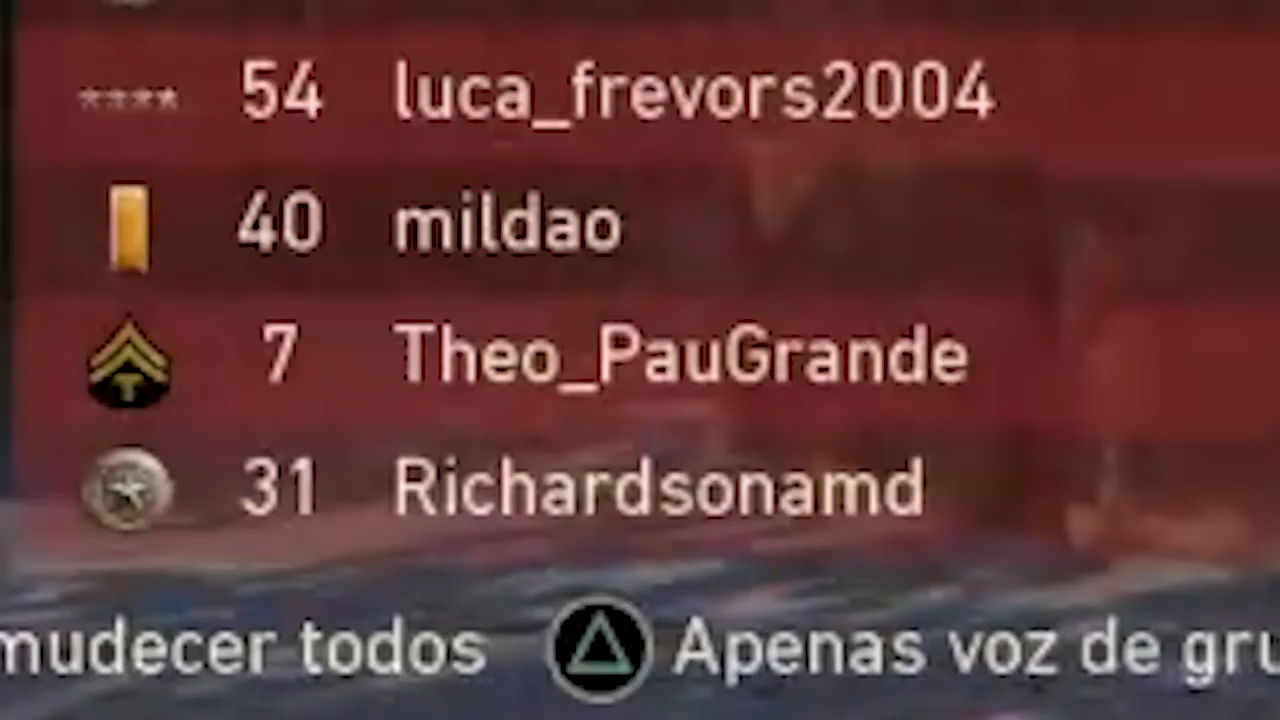 54 luca_frevors2004
40 mildao
7 Theo_PauGrande
31 Richardsonamd
mudecer todos Apenas voz de gru